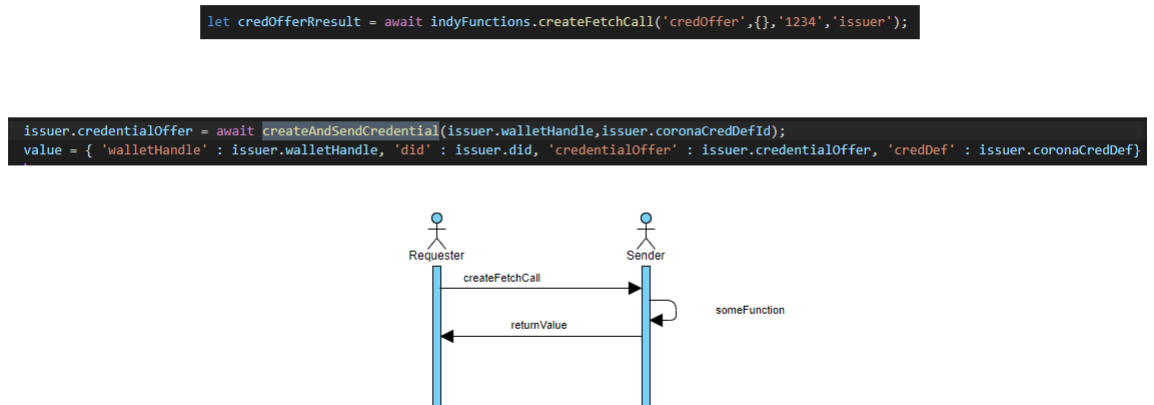 let credOfferRresult = await indyFunctions.createFetchCall('credOffer',{},'1234','issuer');
issuer.credentialOffer = await createAndSendCredential(issuer.walletHandle,issuer.coronaCredDefId);
value = { 'walletHandle' : issuer.walletHandle, 'did' : issuer.did, 'credentialOffer' : issuer.credentialOffer, 'credDef' : issuer.coronaCredDef}
Requester Sender
createFetchCall
someFunction
returnValue